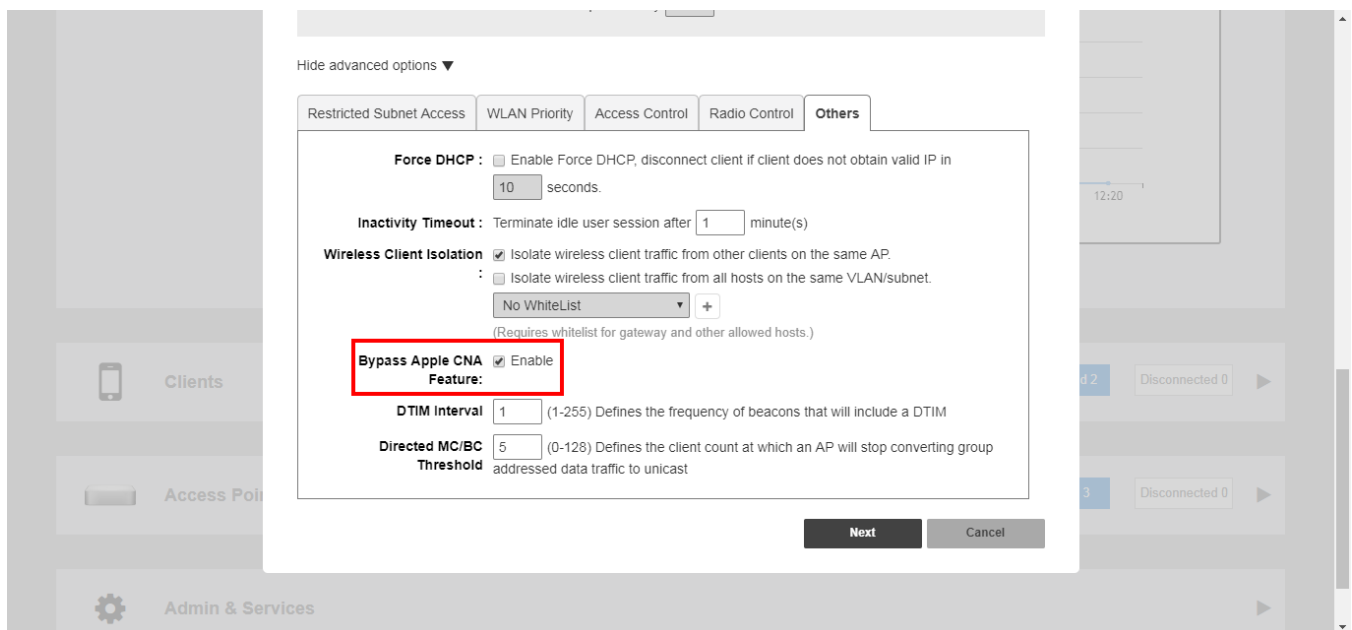 Hide advanced options ▼
Restricted Subnet Access WLAN Priority Access Control Radio Control Others
Force DHCP : Enable Force DHCP, disconnect client if client does not obtain valid IP in
10 seconds.
12:20
Inactivity Timeout : Terminate idle user session after 1 minute(s)
Wireless Client Isolation Isolate wireless client traffic from other clients on the same AP.
: Isolate wireless client traffic from all hosts on the same VLAN/subnet.
No WhiteList ▼ +
(Requires whitelist for gateway and other allowed hosts.)
Bypass Apple CNA Enable
Feature:
Clients d 2 Disconnected 0
DTIM Interval 1 (1-255) Defines the frequency of beacons that will include a DTIM
Directed MC/BC 5 (0-128) Defines the client count at which an AP will stop converting group
Threshold addressed data traffic to unicast
Access Poi 3 Disconnected 0
Next Cancel
Admin & Services